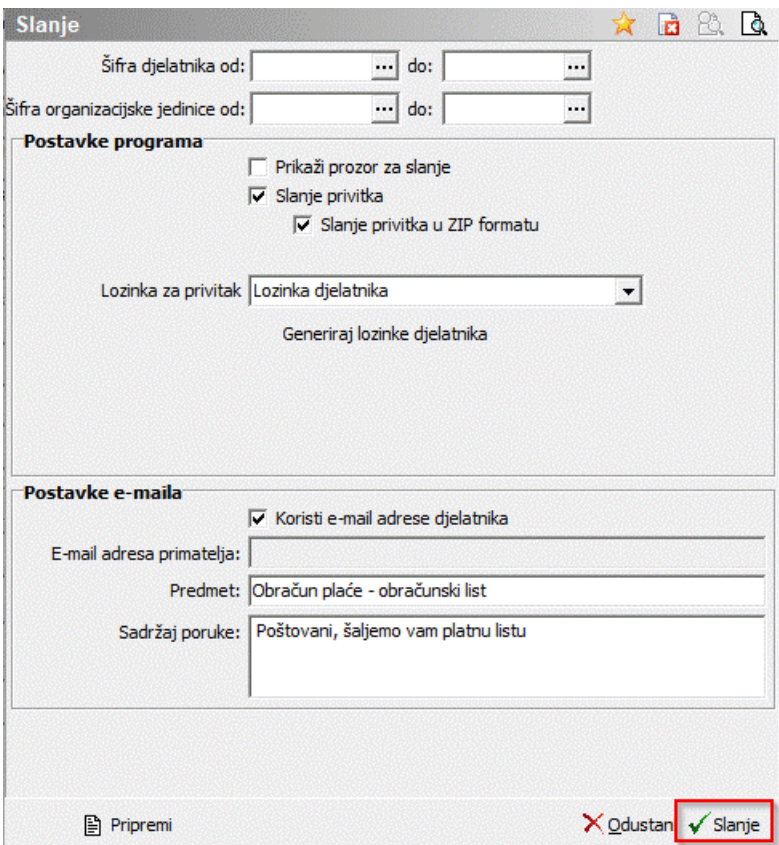 Slanje
Šifra djelatnika od: ... do: ...
Šifra organizacijske jedinice od: ... do: ...
Postavke programa
Prikaži prozor za slanje
Slanje privitka
Slanje privitka u ZIP formatu
Lozinka za privitak Lozinka djelatnika
Generiraj lozinke djelatnika
Postavke e-maila
Koristi e-mail adrese djelatnika
E-mail adresa primatelja:
Predmet: Obračun plaće - obračunski list
Sadržaj poruke: Poštovani, šaljemo vam platnu listu
Pripremi Odustani Slanje